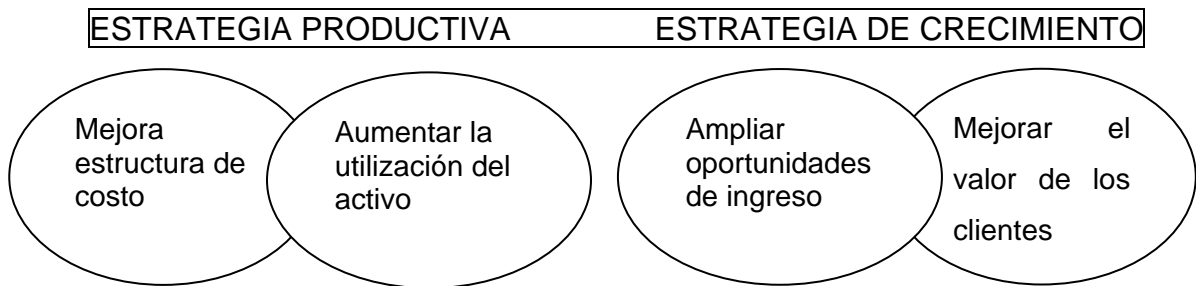 ESTRATEGIA PRODUCTIVA ESTRATEGIA DE CRECIMIENTO
Mejora
estructura de
costo
Aumentar la
utilización del
activo
Ampliar
oportunidades
de ingreso
Mejorar el
valor de los
clientes